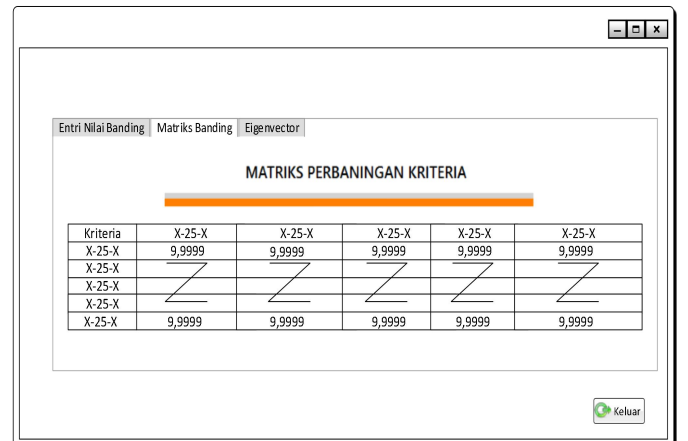 Entri Nilai Banding Matriks Banding Eigenvector
MATRIKS PERBANINGAN KRITERIA
Kriteria X-25-X X-25-X X-25-X X-25-X X-25-X
X-25-X 9,9999 9,9999 9,9999 9,9999 9,9999
X-25-X
X-25-X
X-25-X
X-25-X 9,9999 9,9999 9,9999 9,9999 9,9999
Keluar